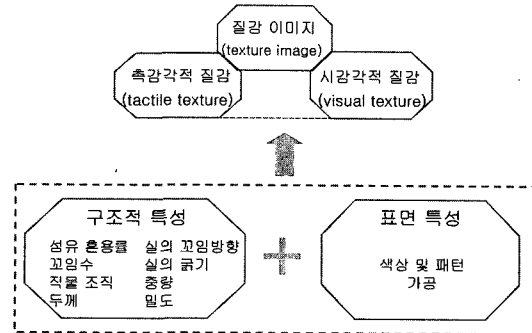 질감 이미지
(texture image)
촉감각적 질감
(tactile texture)
시감각적 질감
(visual texture)
구조적 특성
섬유 혼용률 실의 꼬임방향
꼬임수 실의 굵기
직물 조직 중량
두께 밀도
+
표면 특성
색상 및 패턴
가공